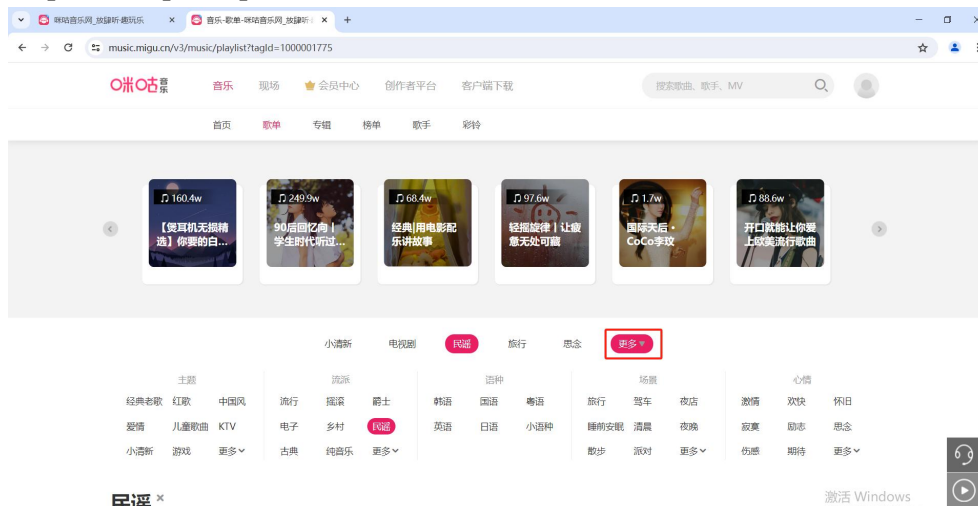 咪咕音乐网_放肆听·趣玩乐
音乐-歌单-咪咕音乐网_放肆听·
music.migu.cn/v3/music/playlist?tagId=1000001775
咪咕音乐
音乐 现场 会员中心 创作者平台 客户端下载
搜索歌曲、歌手、MV
首页 歌单 专辑 榜单 歌手 彩铃
160.4w
【煲耳机无损精
选】你要的白...
249.9w
90后回忆向丨
学生时代听过...
68.4w
经典|用电影配
乐讲故事
97.6w
轻摇旋律丨让疲
意无处可藏
1.7w
国际天后·
CoCo李玟
88.6w
开口就能让你爱
上欧美流行歌曲
小清新 电视剧 民谣 旅行 思念 更多
主题 流派 语种 场景 心情
经典老歌 红歌 中国风 流行 摇滚 爵士 韩语 国语 粤语 旅行 驾车 夜店 激情 欢快 怀旧
爱情 儿童歌曲 KTV 电子 乡村 民谣 英语 日语 小语种 睡前安眠 清晨 夜晚 寂寞 励志 思念
小清新 游戏 更多 古典 纯音乐 更多 散步 派对 更多 伤感 期待 更多
民谣 ×
激活 Windows